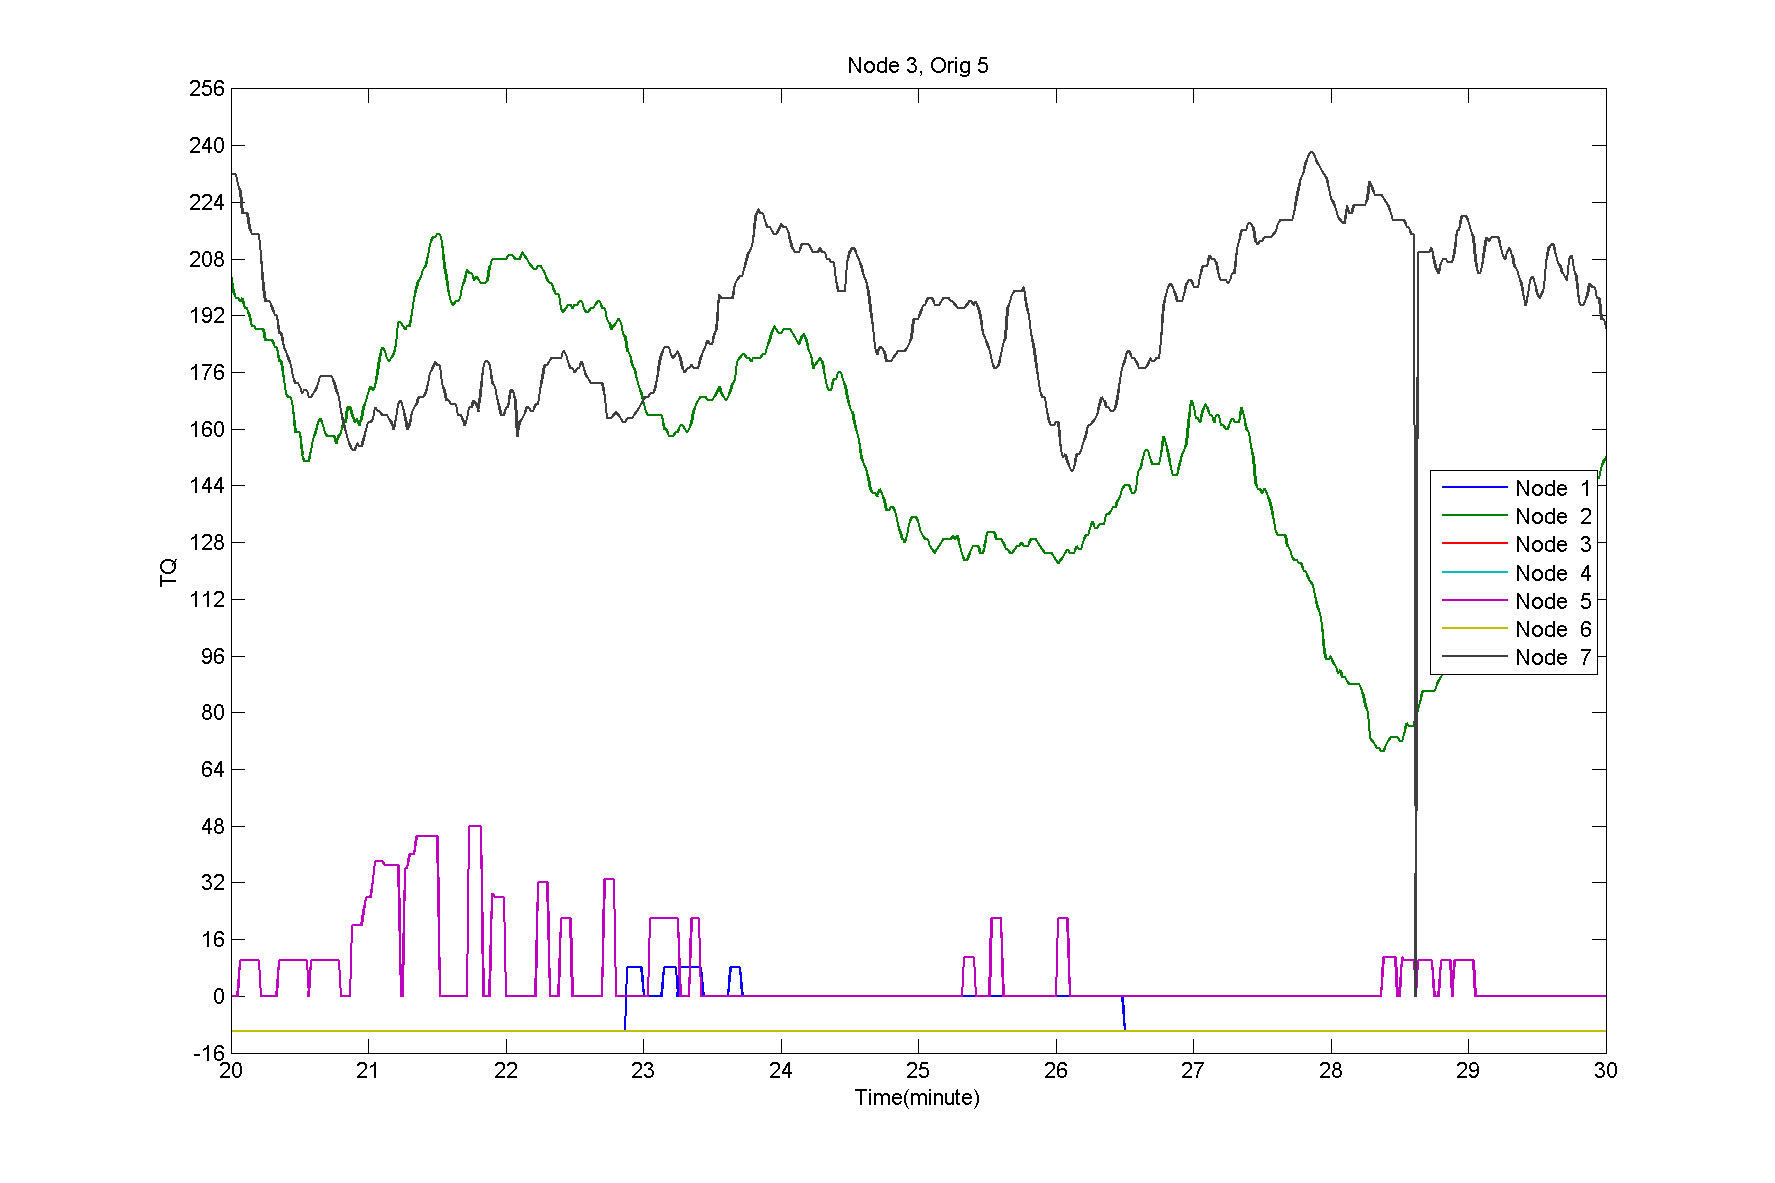 Node 3, Orig 5
256
240
224
208
192
176
160
144
128
112
96
80
64
48
32
16
0
-16
TQ
Node 1
Node 2
Node 3
Node 4
Node 5
Node 6
Node 7
20 21 22 23 24 25 26 27 28 29 30
Time(minute)